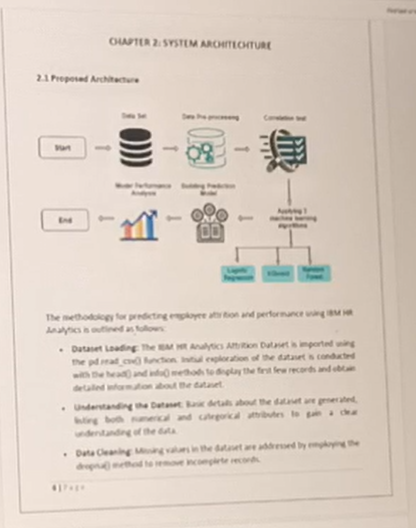 CHAPTER 2: SYSTEM ARCHITECHTURE
2.1 Proposed Architecture
Data Set
Data Pre-processing
Correlation test
Start
Model Performance
Analysis
Building Prediction
Model
Applying 3
machine learning
algorithms
End
Logistic
Regression
XGBoost
Random
Forest
The methodology for predicting employee attrition and performance using IBM HR
Analytics is outlined as follows:
• Dataset Loading: The IBM HR Analytics Attrition Dataset is imported using
the pd.read_csv() function. Initial exploration of the dataset is conducted
with the head() and info() methods to display the first few records and obtain
detailed information about the dataset.
• Understanding the Dataset: Basic details about the dataset are generated,
listing both numerical and categorical attributes to gain a clear
understanding of the data.
• Data Cleaning: Missing values in the dataset are addressed by employing the
dropna() method to remove incomplete records.
6 | Page